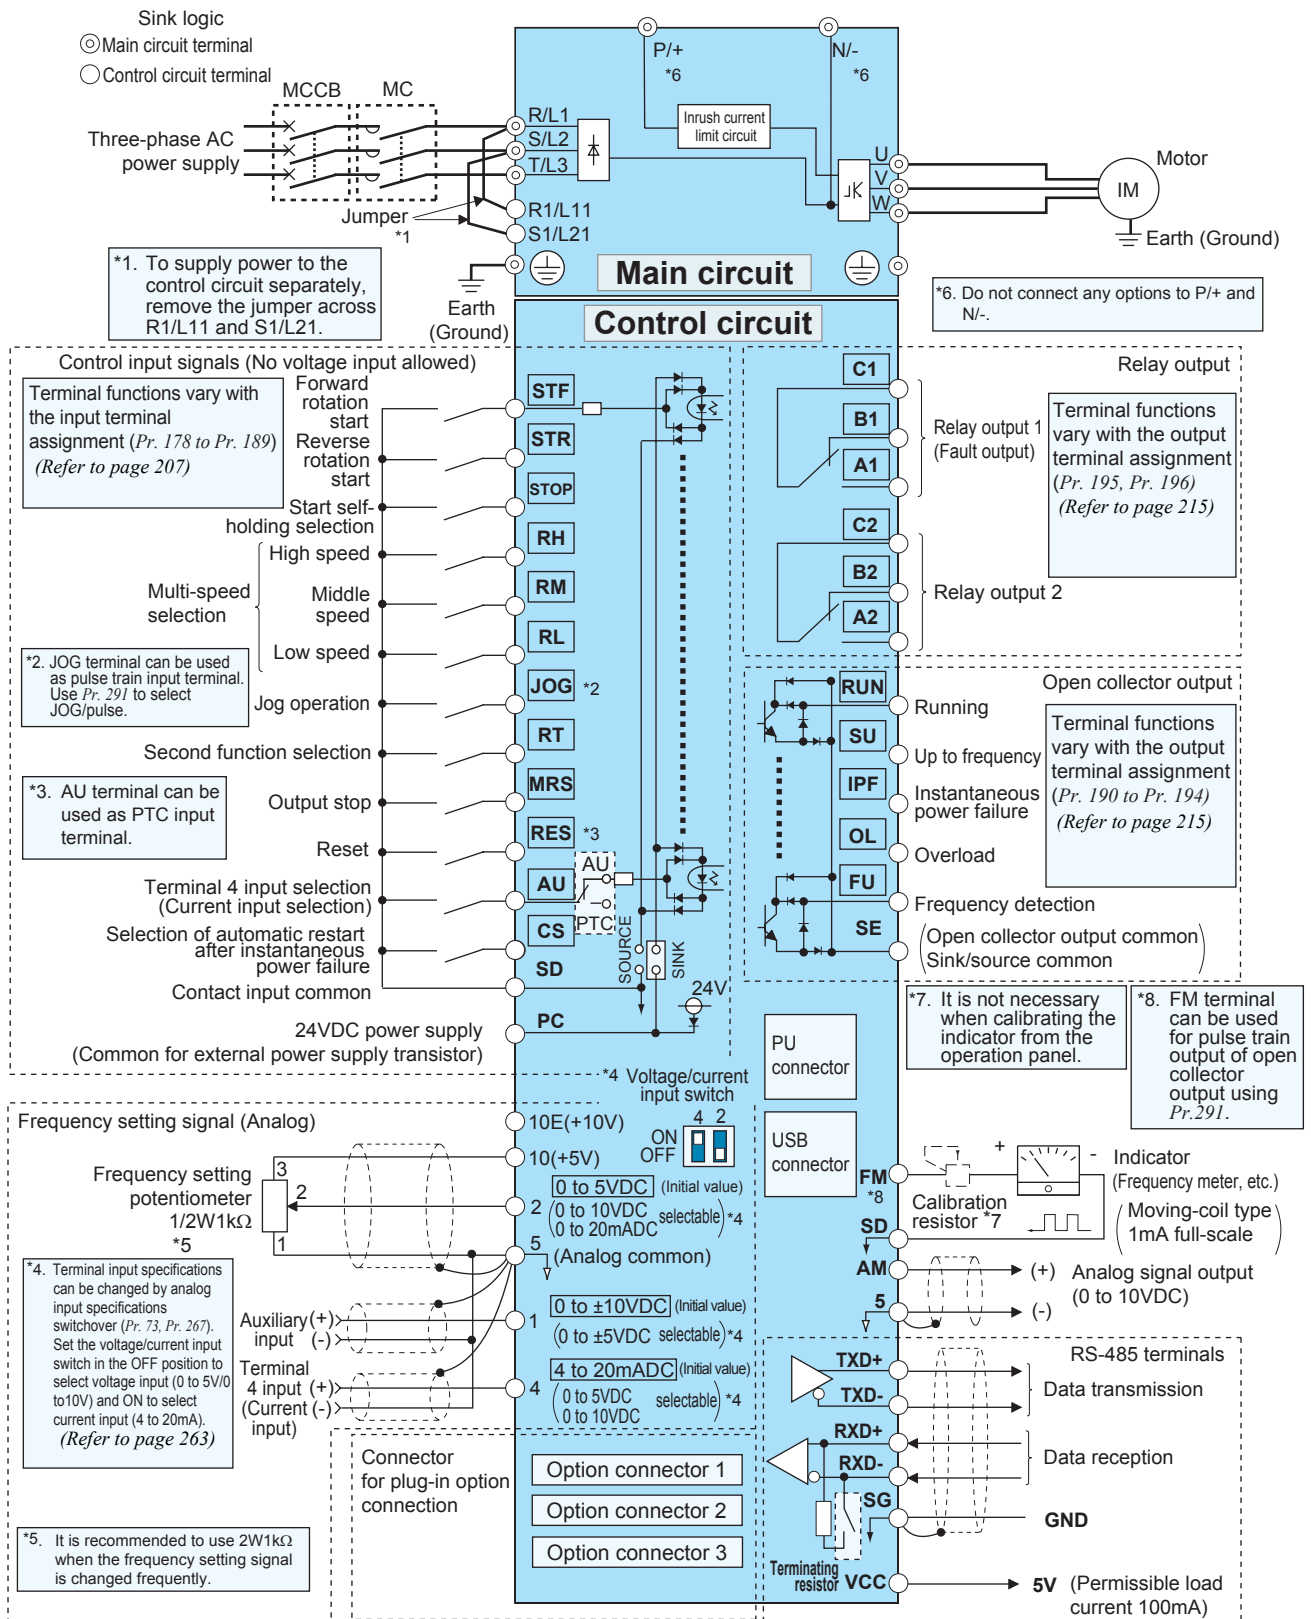 Sink logic
Main circuit terminal
Control circuit terminal
MCCB
MC
Three-phase AC
power supply
R/L1
S/L2
T/L3
R1/L11
S1/L21
Jumper
*1
P/+
*6
N/-
*6
Inrush current
limit circuit
U
V
W
Motor
IM
Earth (Ground)
Earth
(Ground)
Main circuit
*1. To supply power to the
control circuit separately,
remove the jumper across
R1/L11 and S1/L21.
*6. Do not connect any options to P/+ and
N/-.
Control circuit
Control input signals (No voltage input allowed)
Terminal functions vary with
the input terminal
assignment (Pr. 178 to Pr. 189)
(Refer to page 207)
Forward
rotation
start
STF
Reverse
rotation
start
STR
Start self-
holding selection
STOP
Multi-speed
selection
High speed
RH
Middle
speed
RM
Low speed
RL
*2. JOG terminal can be used
as pulse train input terminal.
Use Pr. 291 to select
JOG/pulse.
Jog operation
JOG *2
Second function selection
RT
*3. AU terminal can be
used as PTC input
terminal.
Output stop
MRS
Reset
RES *3
Terminal 4 input selection
(Current input selection)
AU
AU
PTC
Selection of automatic restart
after instantaneous
power failure
CS
Contact input common
SD
SOURCE
SINK
24V
24VDC power supply
(Common for external power supply transistor)
PC
Relay output
C1
B1
A1
Relay output 1
(Fault output)
Terminal functions
vary with the output
terminal assignment
(Pr. 195, Pr. 196)
(Refer to page 215)
C2
B2
A2
Relay output 2
Open collector output
RUN
Running
SU
Up to frequency
IPF
Instantaneous
power failure
OL
Overload
FU
Frequency detection
SE
Open collector output common
Sink/source common
Terminal functions
vary with the output
terminal assignment
(Pr. 190 to Pr. 194)
(Refer to page 215)
*7. It is not necessary
when calibrating the
indicator from the
operation panel.
*8. FM terminal
can be used
for pulse train
output of open
collector
output using
Pr.291.
PU
connector
USB
connector
*4 Voltage/current
input switch
4 2
ON
OFF
Frequency setting signal (Analog)
Frequency setting
potentiometer
1/2W1kΩ
*5
3
2
1
10E(+10V)
10(+5V)
2
0 to 5VDC (Initial value)
(0 to 10VDC
0 to 20mADC selectable) *4
5
(Analog common)
*4. Terminal input specifications
can be changed by analog
input specifications
switchover (Pr. 73, Pr. 267).
Set the voltage/current input
switch in the OFF position to
select voltage input (0 to 5V/0
to10V) and ON to select
current input (4 to 20mA).
(Refer to page 263)
Auxiliary (+)
input (-)
1
0 to ±10VDC (Initial value)
(0 to ±5VDC selectable) *4
Terminal
4 input (+)
(Current (-)
input)
4
4 to 20mADC (Initial value)
(0 to 5VDC
0 to 10VDC selectable) *4
*5. It is recommended to use 2W1kΩ
when the frequency setting signal
is changed frequently.
Connector
for plug-in option
connection
Option connector 1
Option connector 2
Option connector 3
FM
*8
Calibration
resistor *7
+
-
Indicator
(Frequency meter, etc.)
(Moving-coil type
1mA full-scale)
SD
AM
(+)
Analog signal output
(0 to 10VDC)
5
(-)
RS-485 terminals
TXD+
TXD-
Data transmission
RXD+
RXD-
Data reception
SG
GND
Terminating
resistor
VCC
5V (Permissible load
current 100mA)